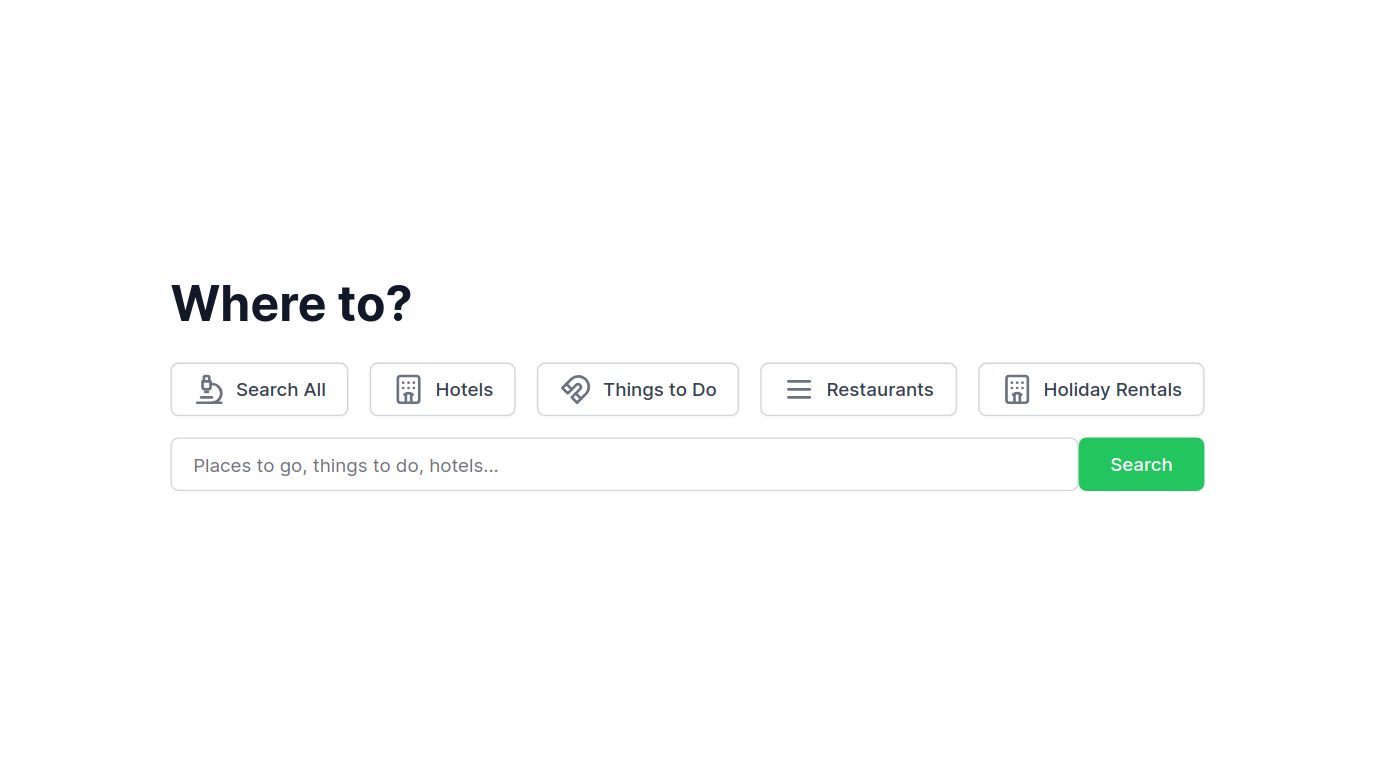 Where to?
Search All Hotels Things to Do Restaurants Holiday Rentals
Places to go, things to do, hotels... Search